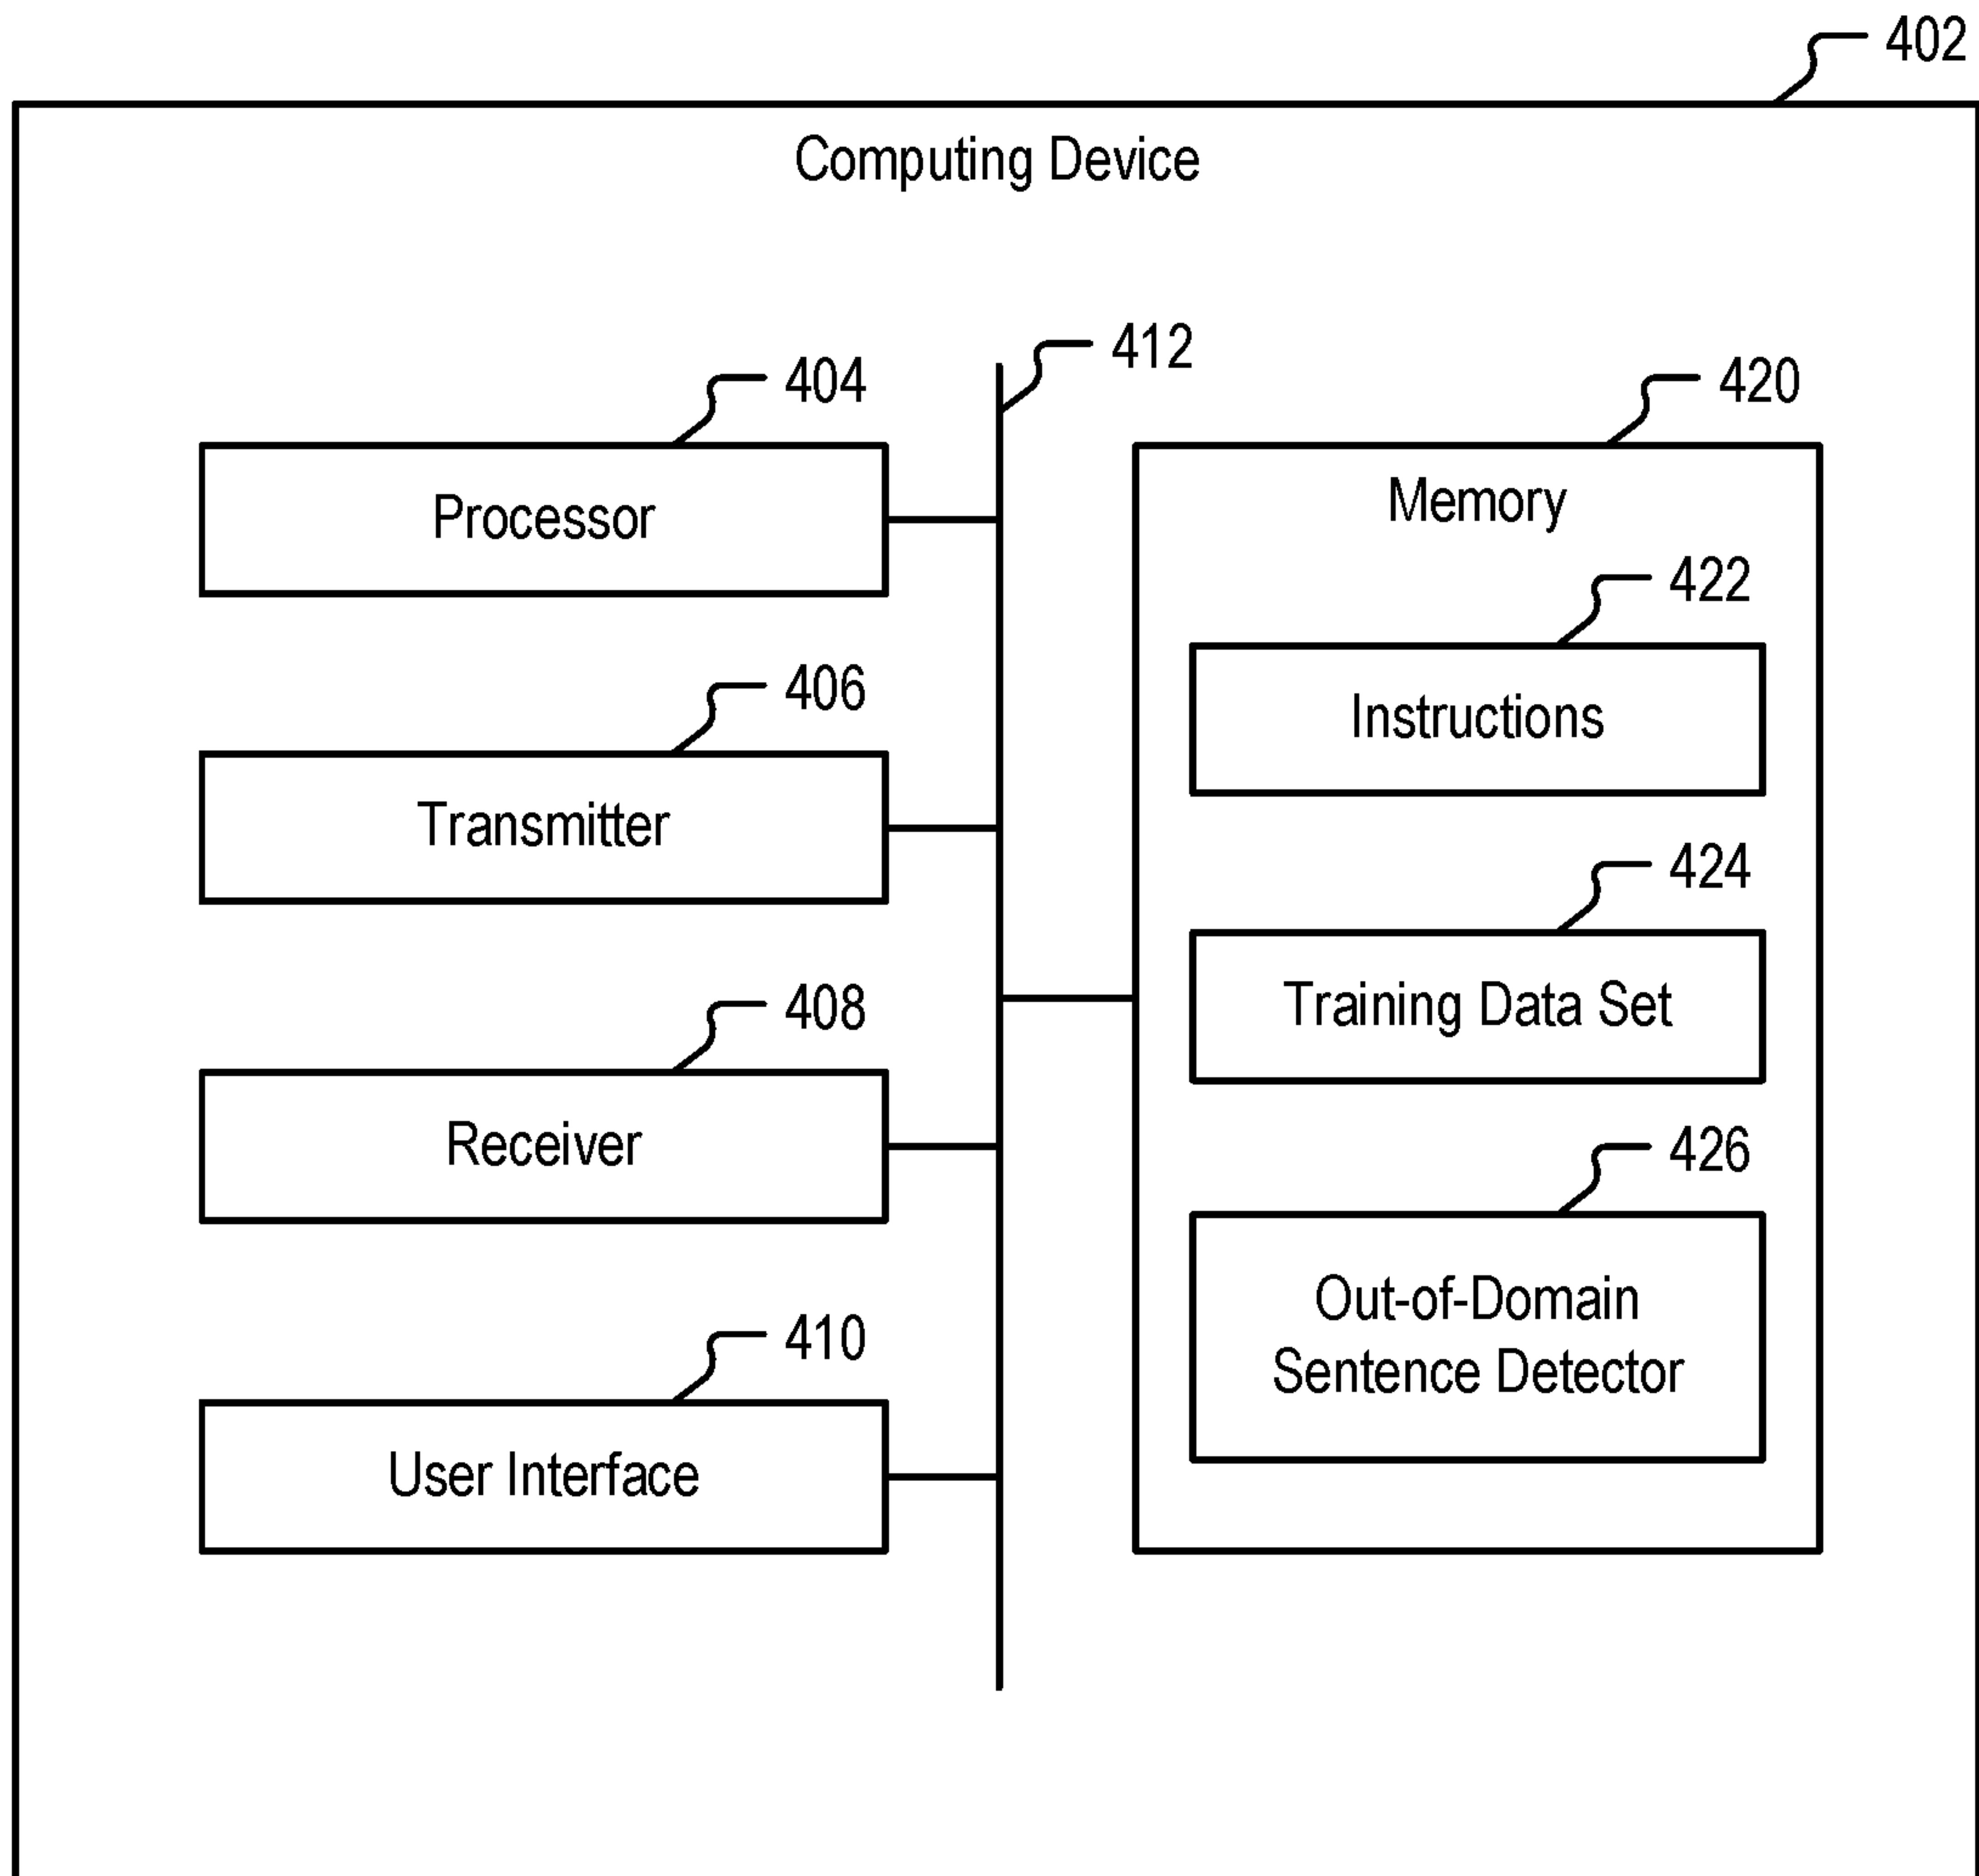 402
Computing Device
412
404
Processor
406
Transmitter
408
Receiver
410
User Interface
420
Memory
422
Instructions
424
Training Data Set
426
Out-of-Domain
Sentence Detector